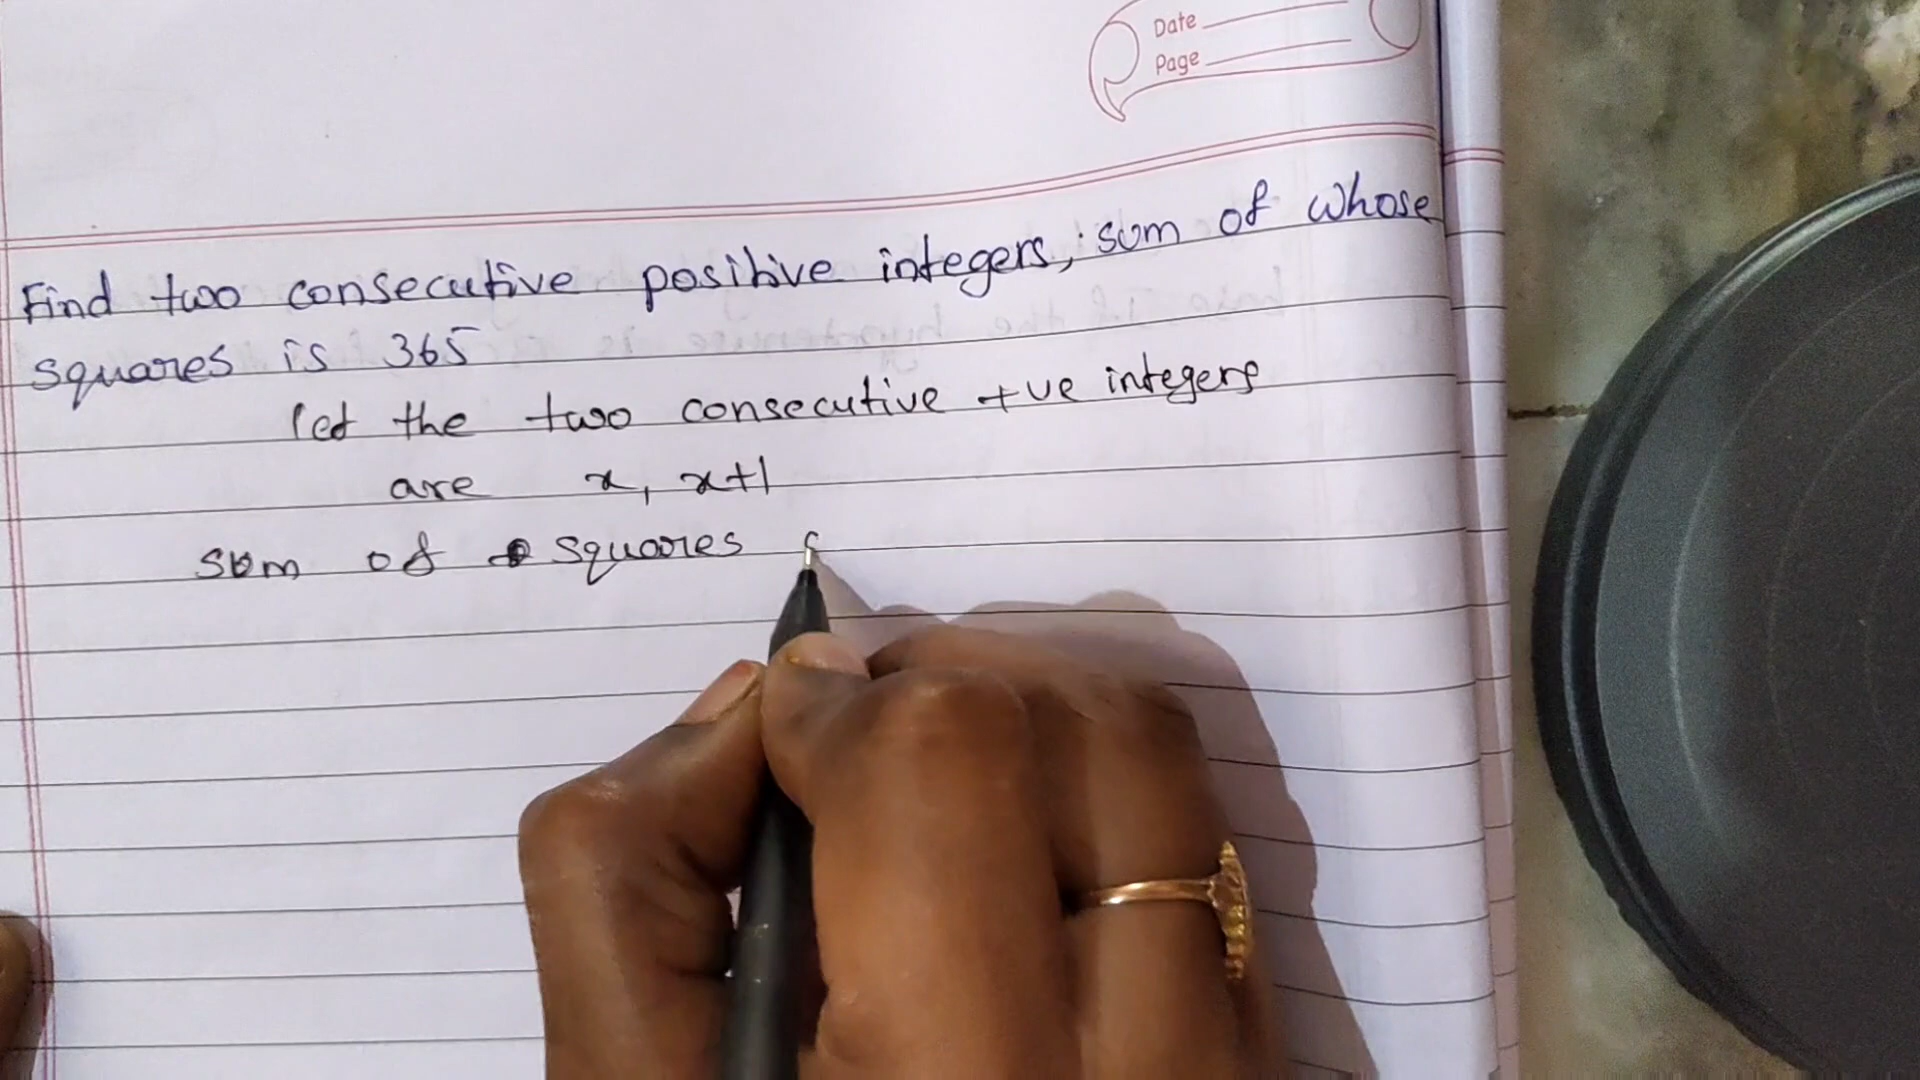 Date
Page
Find two consecutive positive integers, sum of whose
squares is 365
let the two consecutive +ve integers
are x, x+1
sum of squares